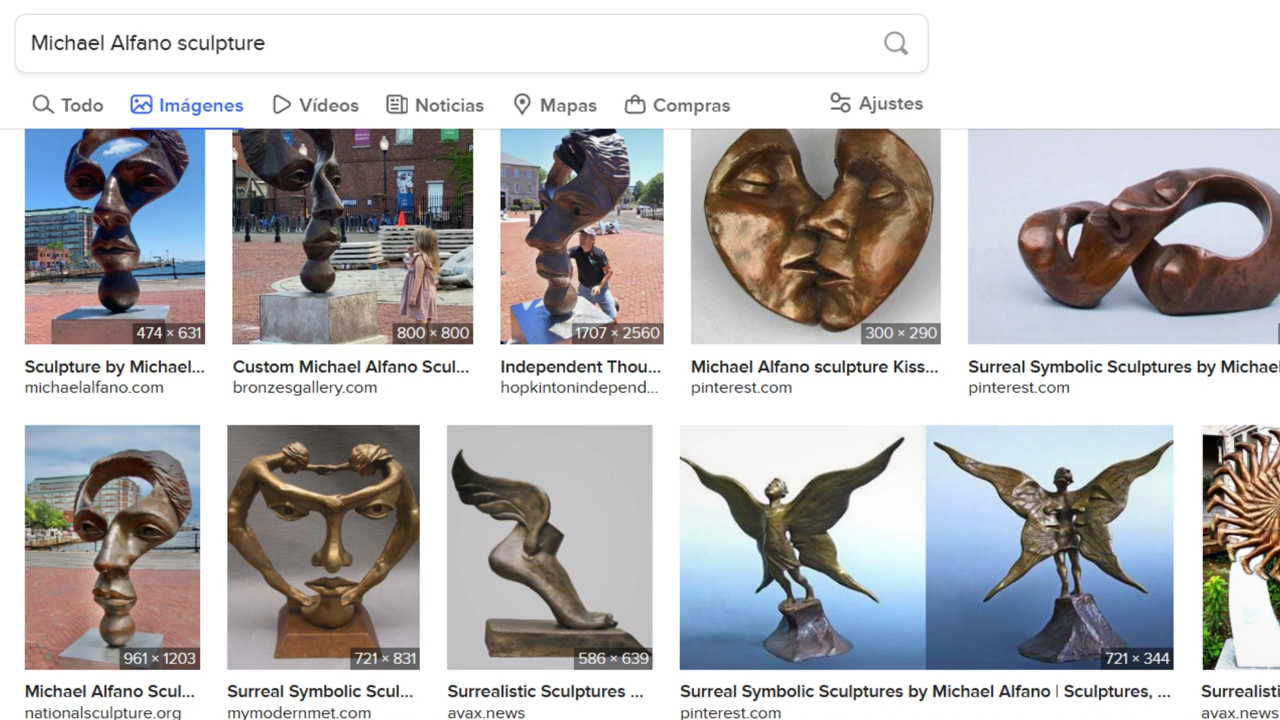 Michael Alfano sculpture
Todo
Imágenes
Vídeos
Noticias
Mapas
Compras
Ajustes
474 × 631
800 × 800
1707 × 2560
300 × 290
Sculpture by Michael...
Custom Michael Alfano Scul...
Independent Thou...
Michael Alfano sculpture Kiss...
Surreal Symbolic Sculptures by Michael
michaelalfano.com
bronzesgallery.com
hopkintonindepend...
pinterest.com
pinterest.com
961 × 1203
721 × 831
586 × 639
721 × 344
Michael Alfano Scul...
Surreal Symbolic Scul...
Surrealistic Sculptures ...
Surreal Symbolic Sculptures by Michael Alfano | Sculptures, ...
Surrealisti
nationalsculpture.org
mymodernmet.com
avax.news
pinterest.com
avax.news